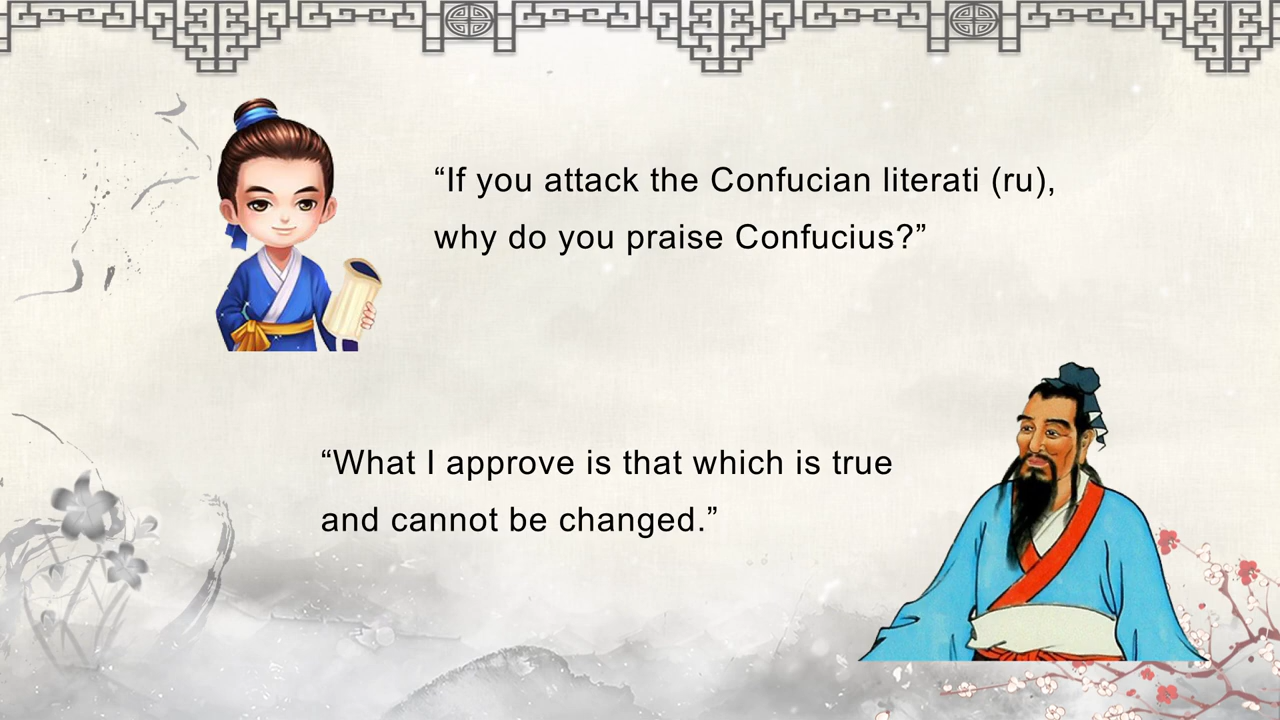 “If you attack the Confucian literati (ru),
why do you praise Confucius?”
“What I approve is that which is true
and cannot be changed.”